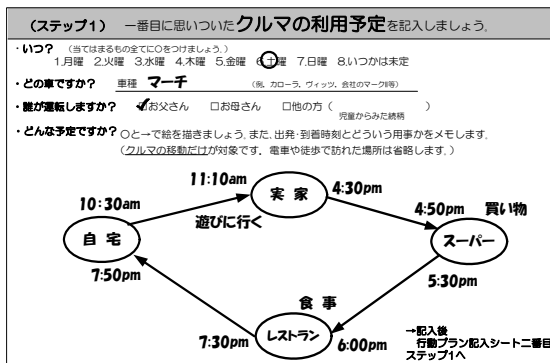 (ステップ1) 一番目に思いついたクルマの利用予定を記入しましょう。
・いつ? (当てはまるもの全てに○をつけましょう。)
1.月曜 2.火曜 3.水曜 4.木曜 5.金曜 6.土曜 7.日曜 8.いつかは未定
・どの車ですか? 車種 マーチ (例. カローラ、ヴィッツ、会社のマークⅡ等)
・誰が運転しますか? ☑お父さん □お母さん □他の方( )
児童からみた続柄
・どんな予定ですか? ○と→で絵を描きましょう。また、出発・到着時刻とどういう用事かをメモします。
(クルマの移動だけが対象です. 電車や徒歩で訪れた場所は省略します。)
11:10am 実家 4:30pm
10:30am 遊びに行く 4:50pm 買い物
自宅 スーパー
7:50pm 5:30pm
食事
7:30pm レストラン 6:00pm
→記入後
行動プラン記入シート二番目
ステップ1へ